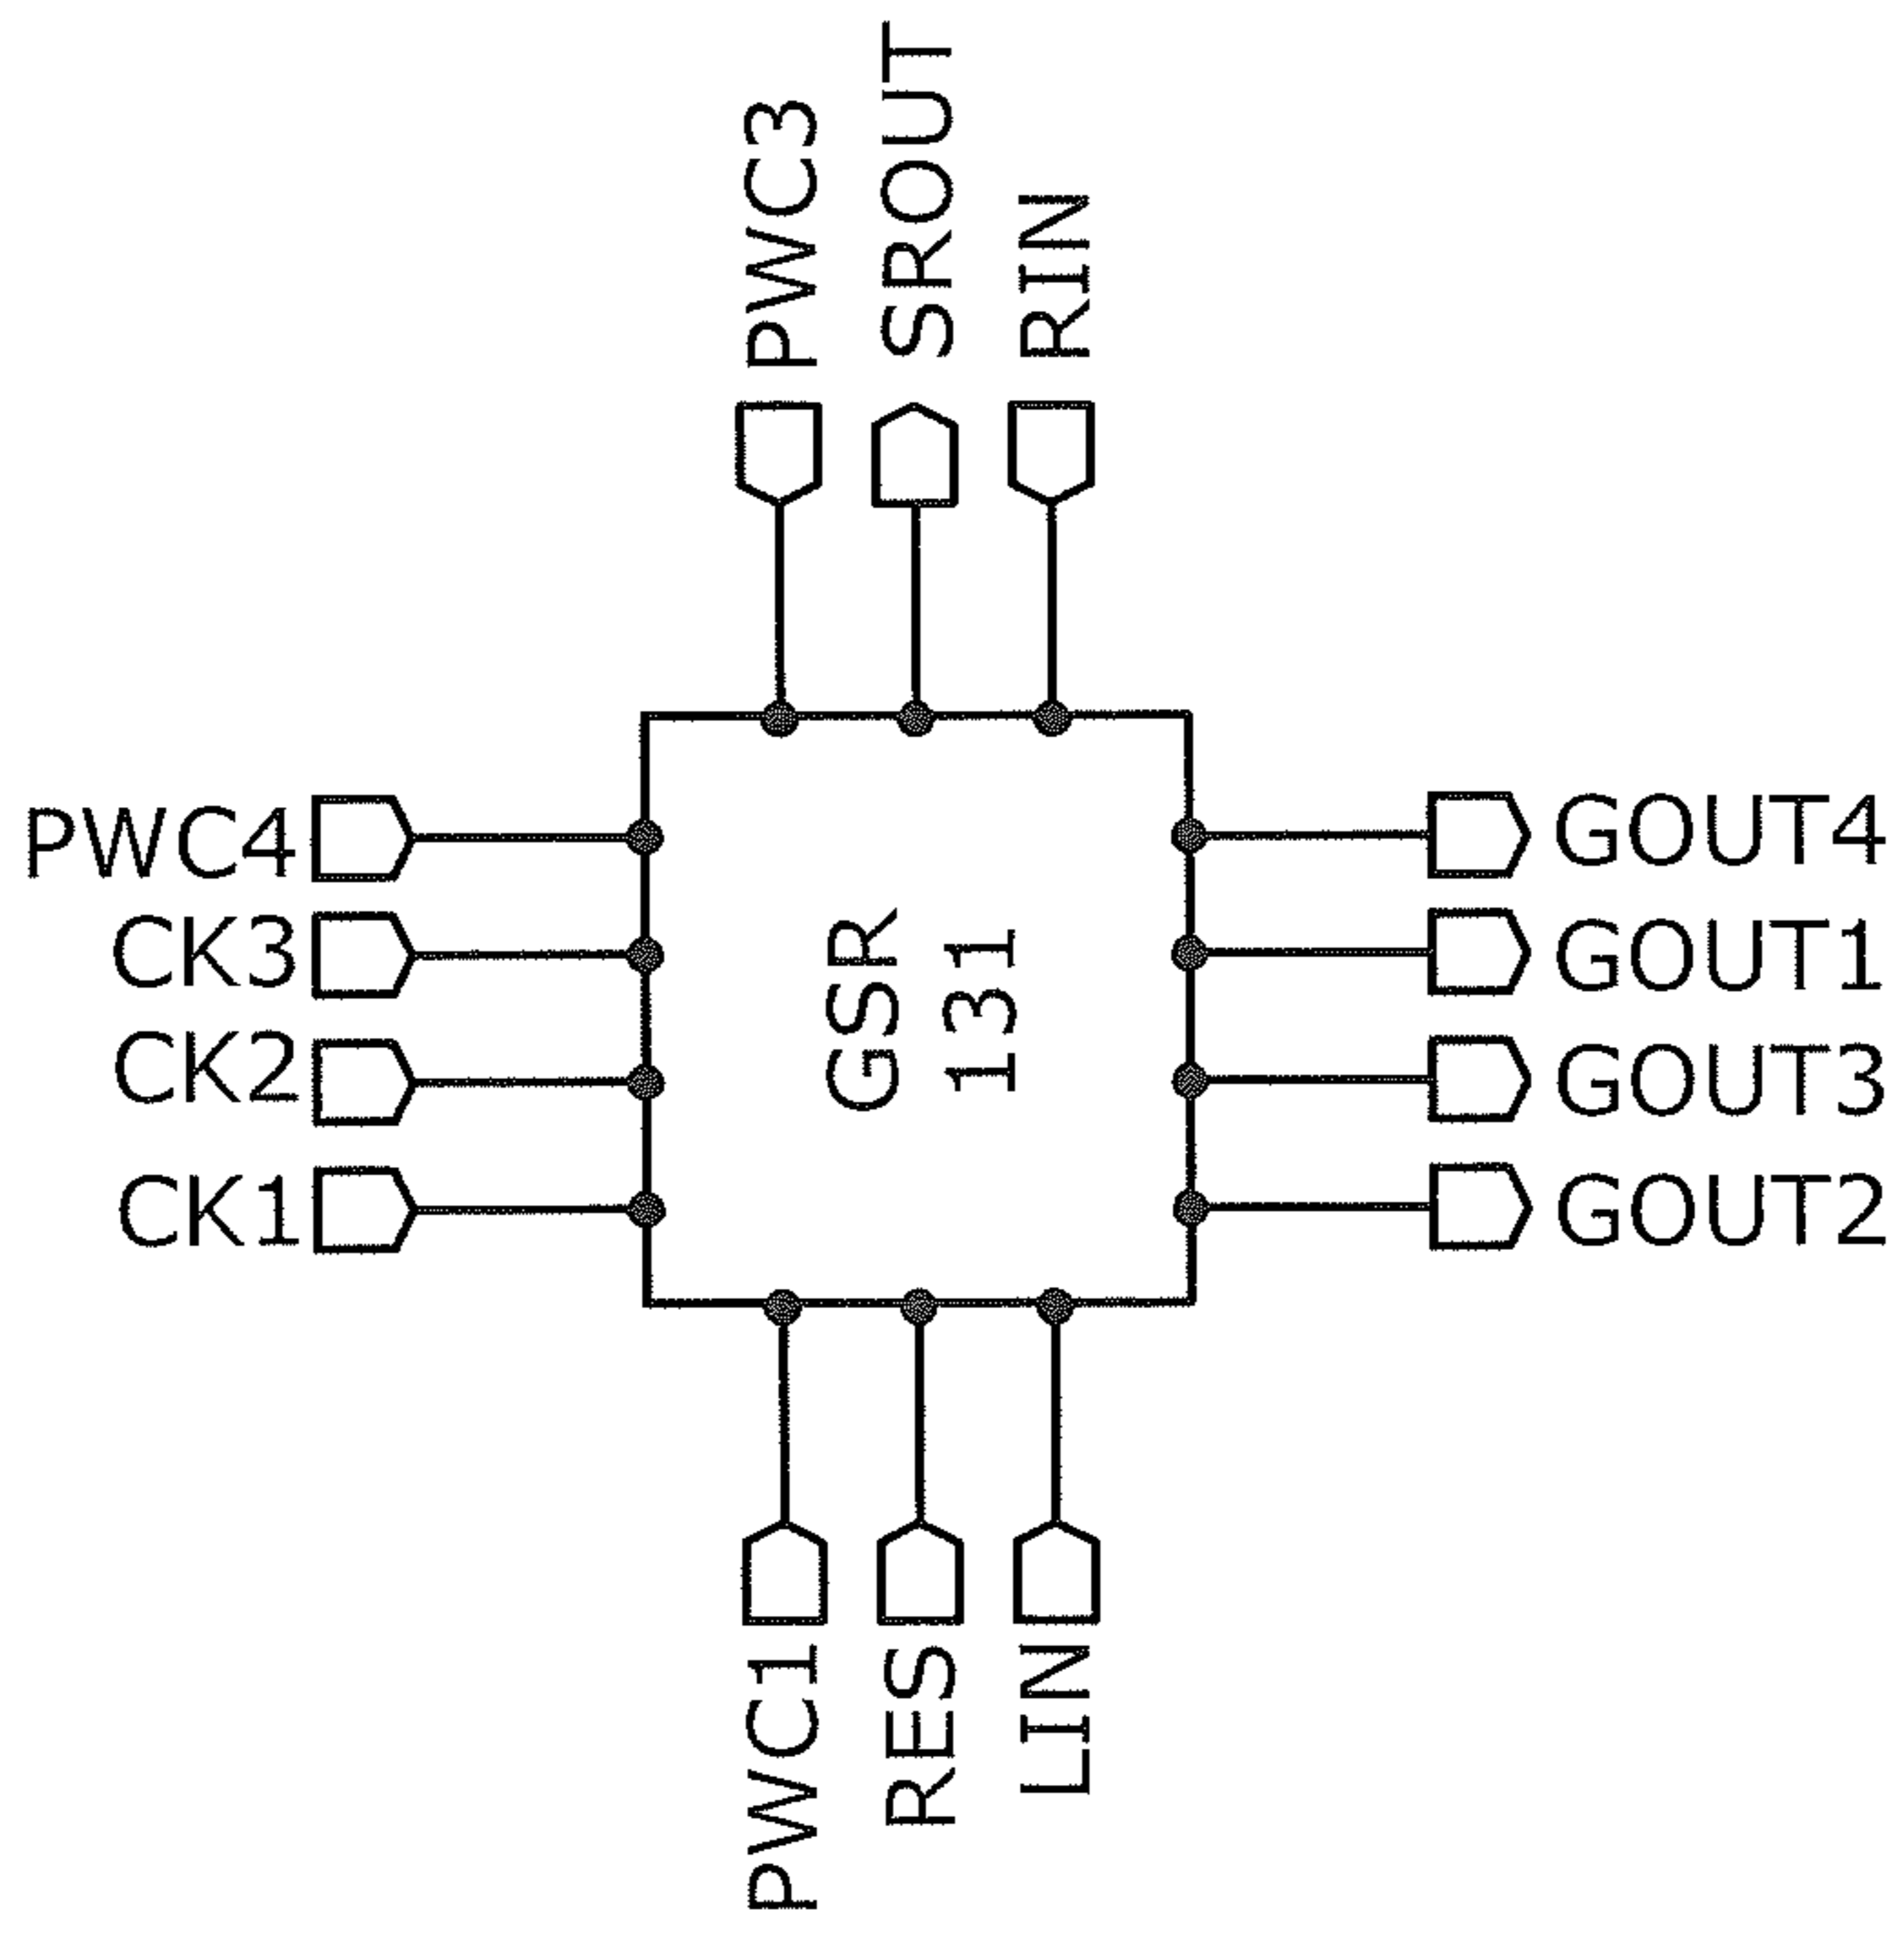 PWC3
SROUT
RIN
PWC4
CK3
CK2
CK1
GSR
131
GOUT4
GOUT1
GOUT3
GOUT2
PWC1
RES
LIN